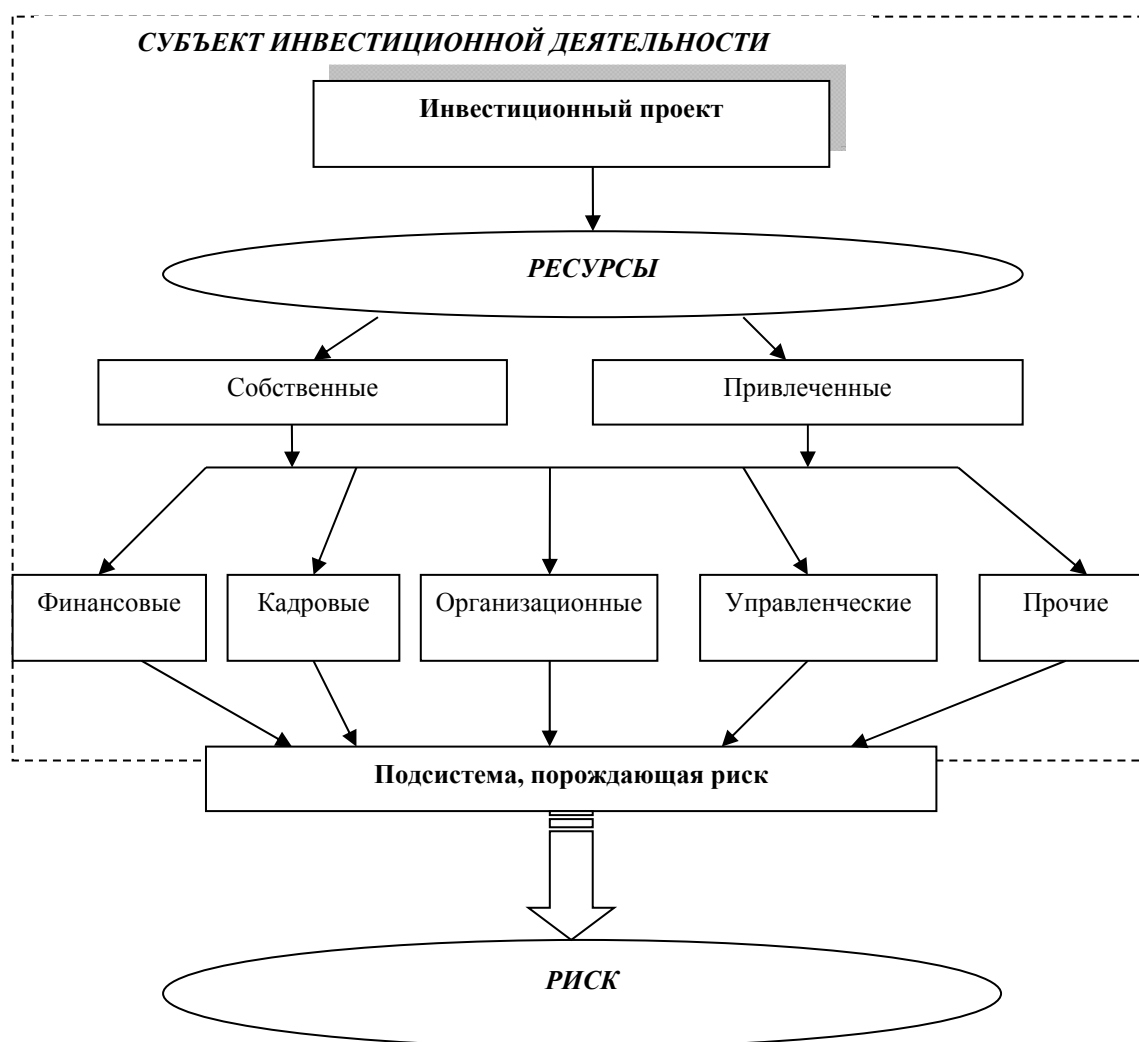 СУБЪЕКТ ИНВЕСТИЦИОННОЙ ДЕЯТЕЛЬНОСТИ
Инвестиционный проект
РЕСУРСЫ
Собственные
Привлеченные
Финансовые
Кадровые
Организационные
Управленческие
Прочие
Подсистема, порождающая риск
РИСК